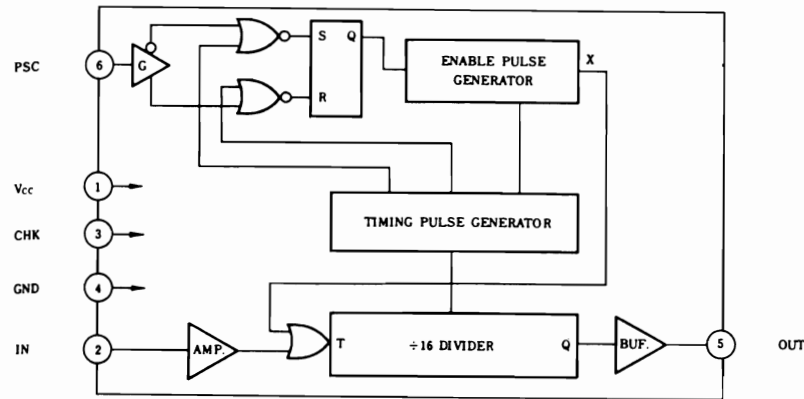 PSC
6
G
S Q
R
ENABLE PULSE
GENERATOR
X
Vcc
1
CHK
3
TIMING PULSE GENERATOR
GND
4
IN
2
AMP.
T
÷16 DIVIDER
Q
BUF.
5
OUT